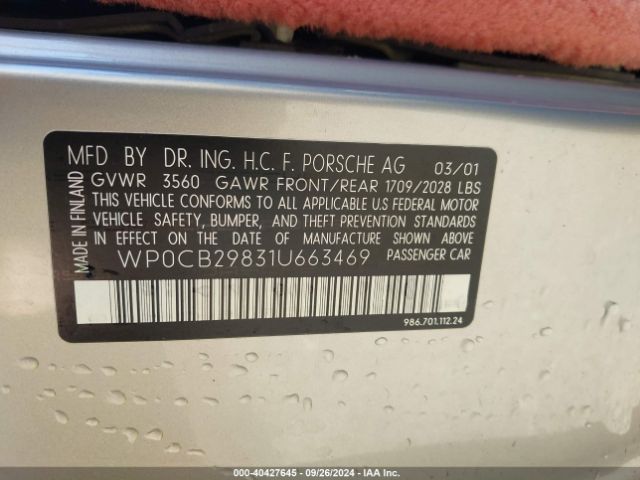 MFD BY DR. ING. H.C. F. PORSCHE AG 03/01
GVWR 3560 GAWR FRONT/REAR 1709/2028 LBS
THIS VEHICLE CONFORMS TO ALL APPLICABLE U.S FEDERAL MOTOR
VEHICLE SAFETY, BUMPER, AND THEFT PREVENTION STANDARDS
IN EFFECT ON THE DATE OF MANUFACTURE SHOWN ABOVE
WP0CB29831U663469 PASSENGER CAR
MADE IN FINLAND
986.701.112.24
500 - 40427645 - 09/26/2024 - IAA Inc.